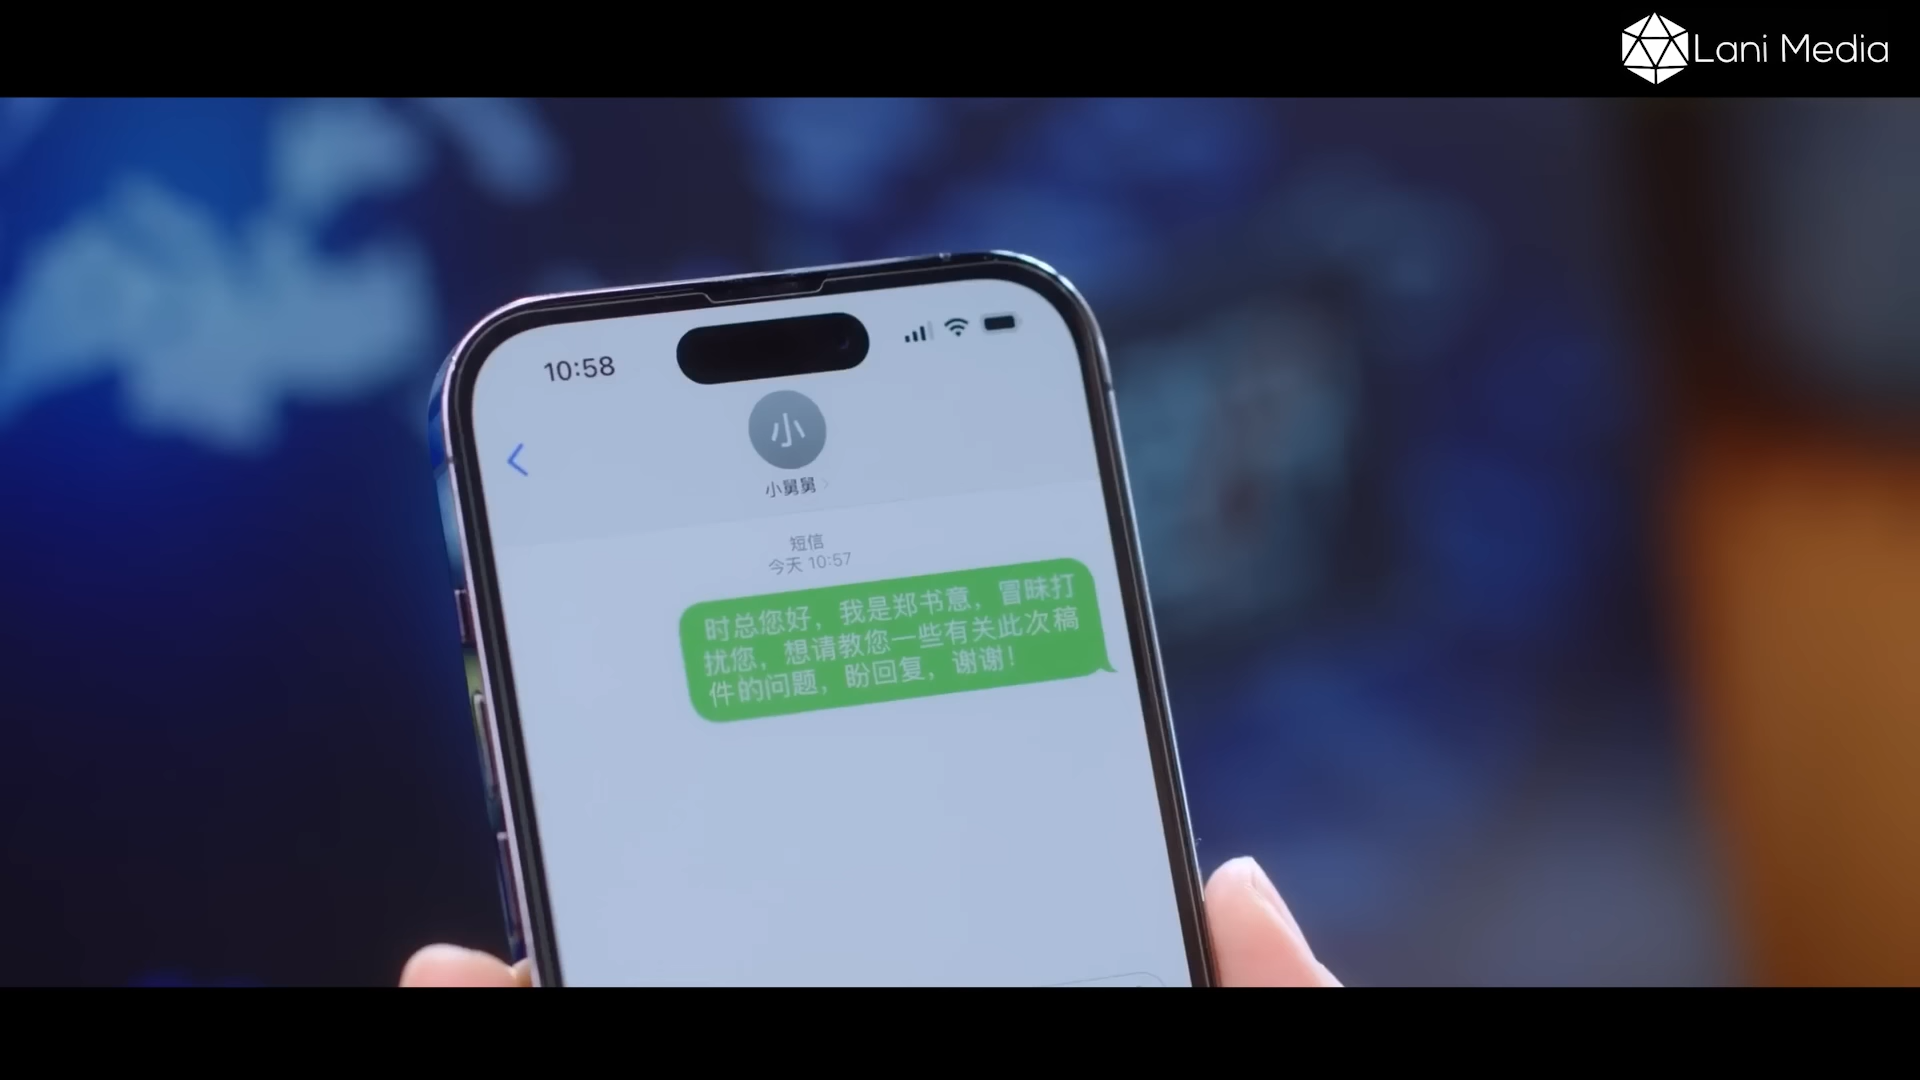 Lani Media
10:58
小
小舅舅
短信
今天 10:57
时总您好，我是郑书意，冒昧打
扰您，想请教您一些有关此次稿
件的问题，盼回复，谢谢！